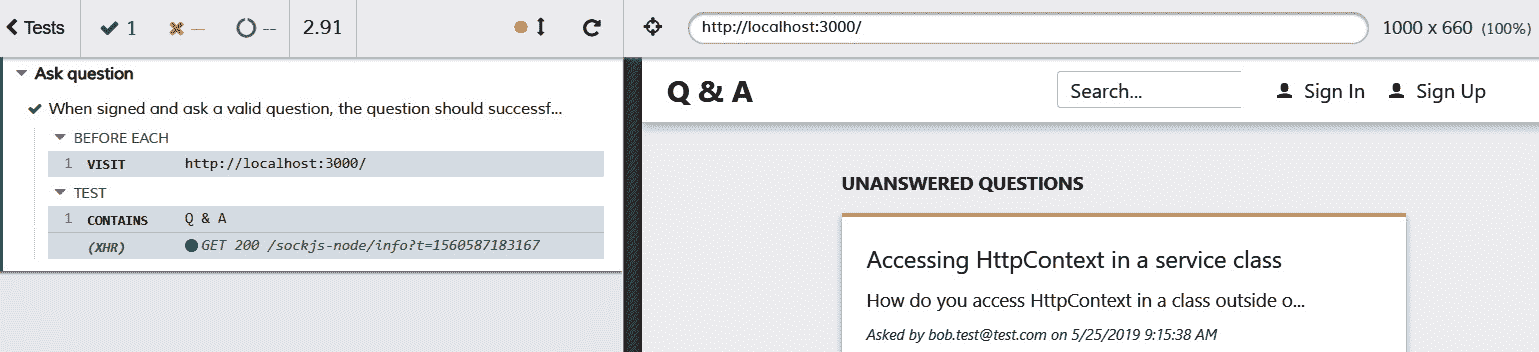 Tests 1 -- -- 2.91 http://localhost:3000/ 1000 x 660 (100%)
Ask question
When signed and ask a valid question, the question should successf...
BEFORE EACH
1 VISIT http://localhost:3000/
TEST
1 CONTAINS Q & A
(XHR) GET 200 /sockjs-node/info?t=1560587183167
Q & A Search... Sign In Sign Up
UNANSWERED QUESTIONS
Accessing HttpContext in a service class
How do you access HttpContext in a class outside o...
Asked by bob.test@test.com on 5/25/2019 9:15:38 AM